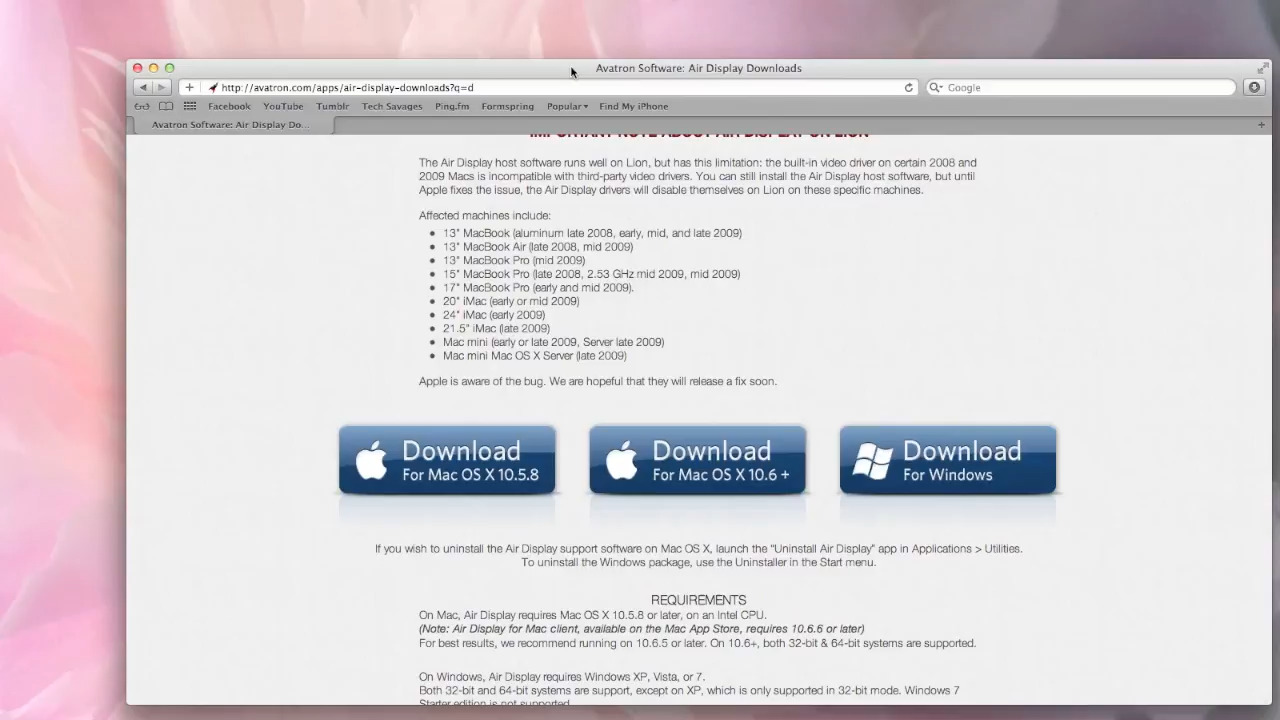 Avatron Software: Air Display Downloads
http://avatron.com/apps/air-display-downloads?q=d
Google
Facebook YouTube Tumblr Tech Savages Ping.fm Formspring Popular Find My iPhone
Avatron Software: Air Display Do...
IMPORTANT NOTE ABOUT AIR DISPLAY ON LION
The Air Display host software runs well on Lion, but has this limitation: the built-in video driver on certain 2008 and
2009 Macs is incompatible with third-party video drivers. You can still install the Air Display host software, but until
Apple fixes the issue, the Air Display drivers will disable themselves on Lion on these specific machines.
Affected machines include:
13" MacBook (aluminum late 2008, early, mid, and late 2009)
13" MacBook Air (late 2008, mid 2009)
13" MacBook Pro (mid 2009)
15" MacBook Pro (late 2008, 2.53 GHz mid 2009, mid 2009)
17" MacBook Pro (early and mid 2009).
20" iMac (early or mid 2009)
24" iMac (early 2009)
21.5" iMac (late 2009)
Mac mini (early or late 2009, Server late 2009)
Mac mini Mac OS X Server (late 2009)
Apple is aware of the bug. We are hopeful that they will release a fix soon.
Download
For Mac OS X 10.5.8
Download
For Mac OS X 10.6 +
Download
For Windows
If you wish to uninstall the Air Display support software on Mac OS X, launch the "Uninstall Air Display" app in Applications > Utilities.
To uninstall the Windows package, use the Uninstaller in the Start menu.
REQUIREMENTS
On Mac, Air Display requires Mac OS X 10.5.8 or later, on an Intel CPU.
(Note: Air Display for Mac client, available on the Mac App Store, requires 10.6.6 or later)
For best results, we recommend running on 10.6.5 or later. On 10.6+, both 32-bit & 64-bit systems are supported.
On Windows, Air Display requires Windows XP, Vista, or 7.
Both 32-bit and 64-bit systems are support, except on XP, which is only supported in 32-bit mode. Windows 7
Starter edition is not supported.